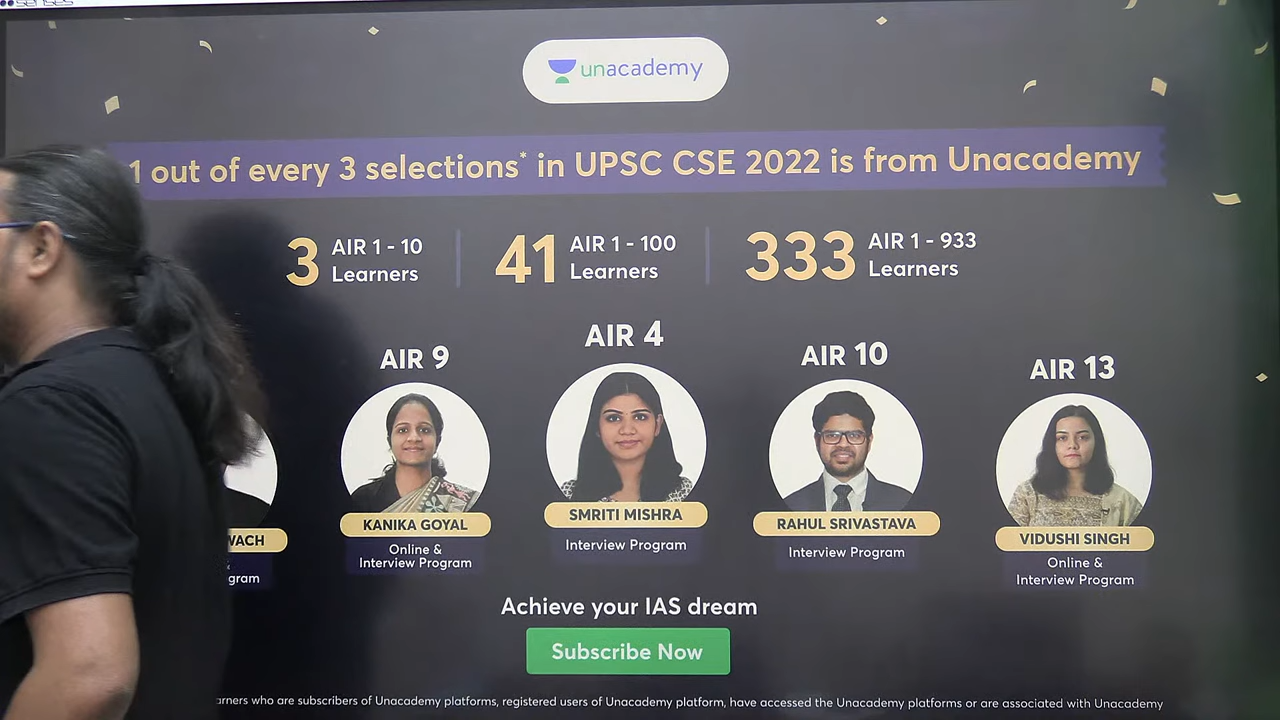 senses
unacademy
1 out of every 3 selections* in UPSC CSE 2022 is from Unacademy
3 AIR 1 - 10 Learners
41 AIR 1 - 100 Learners
333 AIR 1 - 933 Learners
AIR 9
KANIKA GOYAL
Online &
Interview Program
AIR 4
SMRITI MISHRA
Interview Program
AIR 10
RAHUL SRIVASTAVA
Interview Program
AIR 13
VIDUSHI SINGH
Online &
Interview Program
WACH
gram
Achieve your IAS dream
Subscribe Now
arners who are subscribers of Unacademy platforms, registered users of Unacademy platform, have accessed the Unacademy platforms or are associated with Unacademy